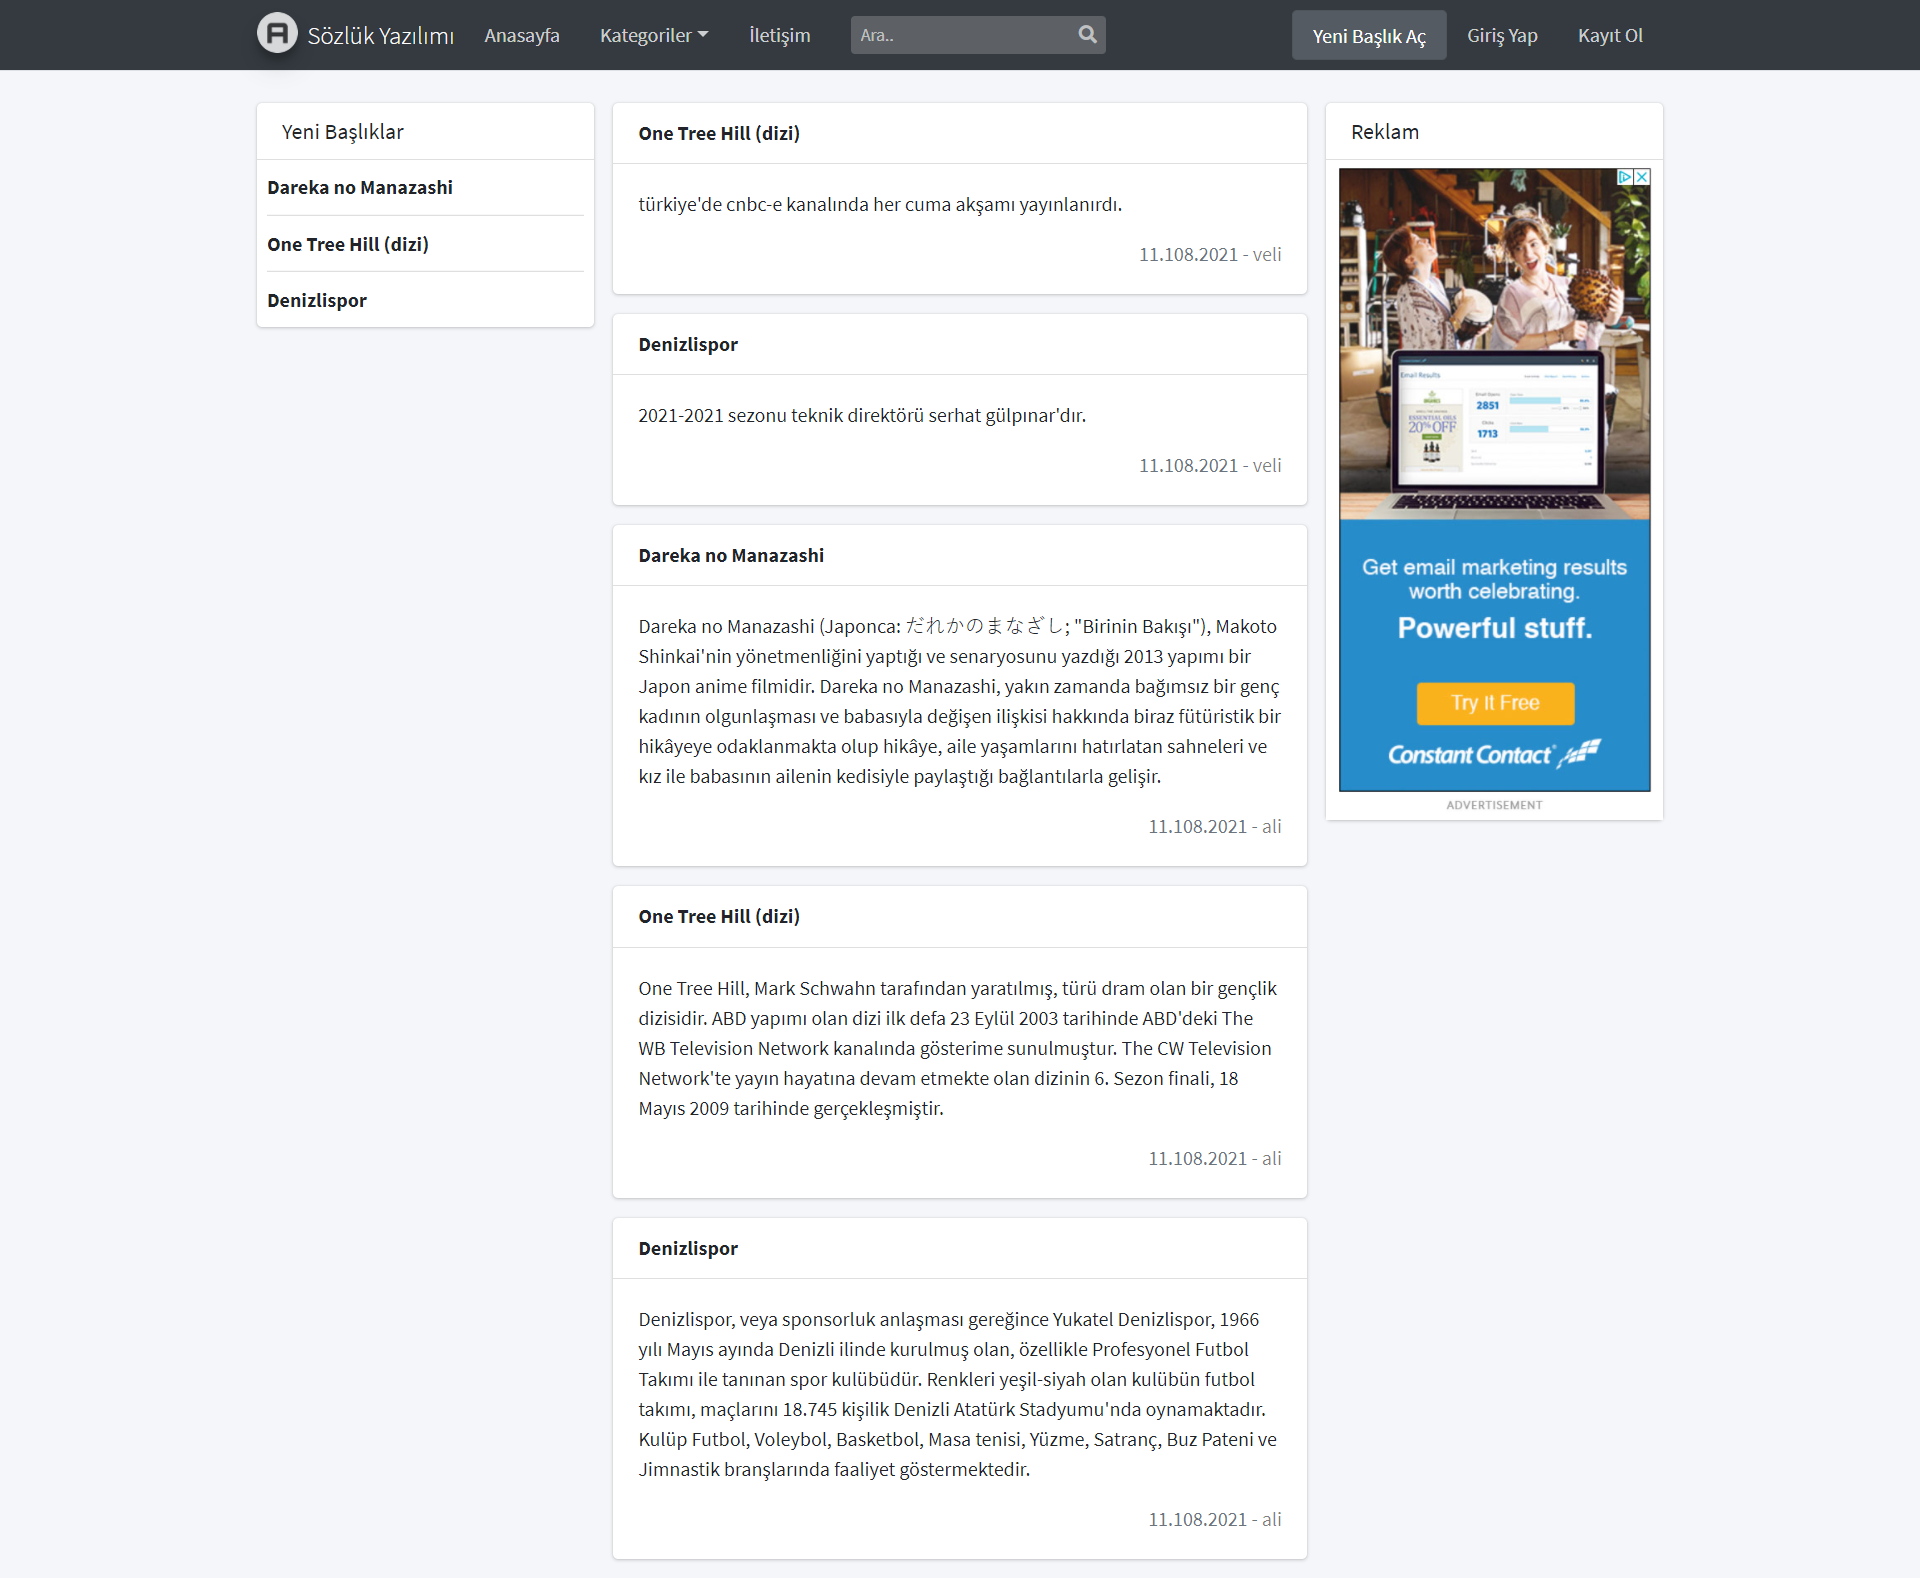 Sözlük Yazılımı Anasayfa Kategoriler İletişim Ara.. Yeni Başlık Aç Giriş Yap Kayıt Ol
Yeni Başlıklar
Dareka no Manazashi
One Tree Hill (dizi)
Denizlispor
One Tree Hill (dizi)
türkiye'de cnbc-e kanalında her cuma akşamı yayınlanırdı.
11.108.2021 - veli
Denizlispor
2021-2021 sezonu teknik direktörü serhat gülpınar'dır.
11.108.2021 - veli
Dareka no Manazashi
Dareka no Manazashi (Japonca: だれかのまなざし; "Birinin Bakışı"), Makoto
Shinkai'nin yönetmenliğini yaptığı ve senaryosunu yazdığı 2013 yapımı bir
Japon anime filmidir. Dareka no Manazashi, yakın zamanda bağımsız bir genç
kadının olgunlaşması ve babasıyla değişen ilişkisi hakkında biraz fütüristik bir
hikâyeye odaklanmakta olup hikâye, aile yaşamlarını hatırlatan sahneleri ve
kız ile babasının ailenin kedisiyle paylaştığı bağlantılarla gelişir.
11.108.2021 - ali
One Tree Hill (dizi)
One Tree Hill, Mark Schwahn tarafından yaratılmış, türü dram olan bir gençlik
dizisidir. ABD yapımı olan dizi ilk defa 23 Eylül 2003 tarihinde ABD'deki The
WB Television Network kanalında gösterime sunulmuştur. The CW Television
Network'te yayın hayatına devam etmekte olan dizinin 6. Sezon finali, 18
Mayıs 2009 tarihinde gerçekleşmiştir.
11.108.2021 - ali
Denizlispor
Denizlispor, veya sponsorluk anlaşması gereğince Yukatel Denizlispor, 1966
yılı Mayıs ayında Denizli ilinde kurulmuş olan, özellikle Profesyonel Futbol
Takımı ile tanınan spor kulübüdür. Renkleri yeşil-siyah olan kulübün futbol
takımı, maçlarını 18.745 kişilik Denizli Atatürk Stadyumu'nda oynamaktadır.
Kulüp Futbol, Voleybol, Basketbol, Masa tenisi, Yüzme, Satranç, Buz Pateni ve
Jimnastik branşlarında faaliyet göstermektedir.
11.108.2021 - ali
Reklam
Email Results
2851
1713
ESSENTIAL OILS
20% OFF
Get email marketing results
worth celebrating.
Powerful stuff.
Try It Free
Constant Contact
ADVERTISEMENT